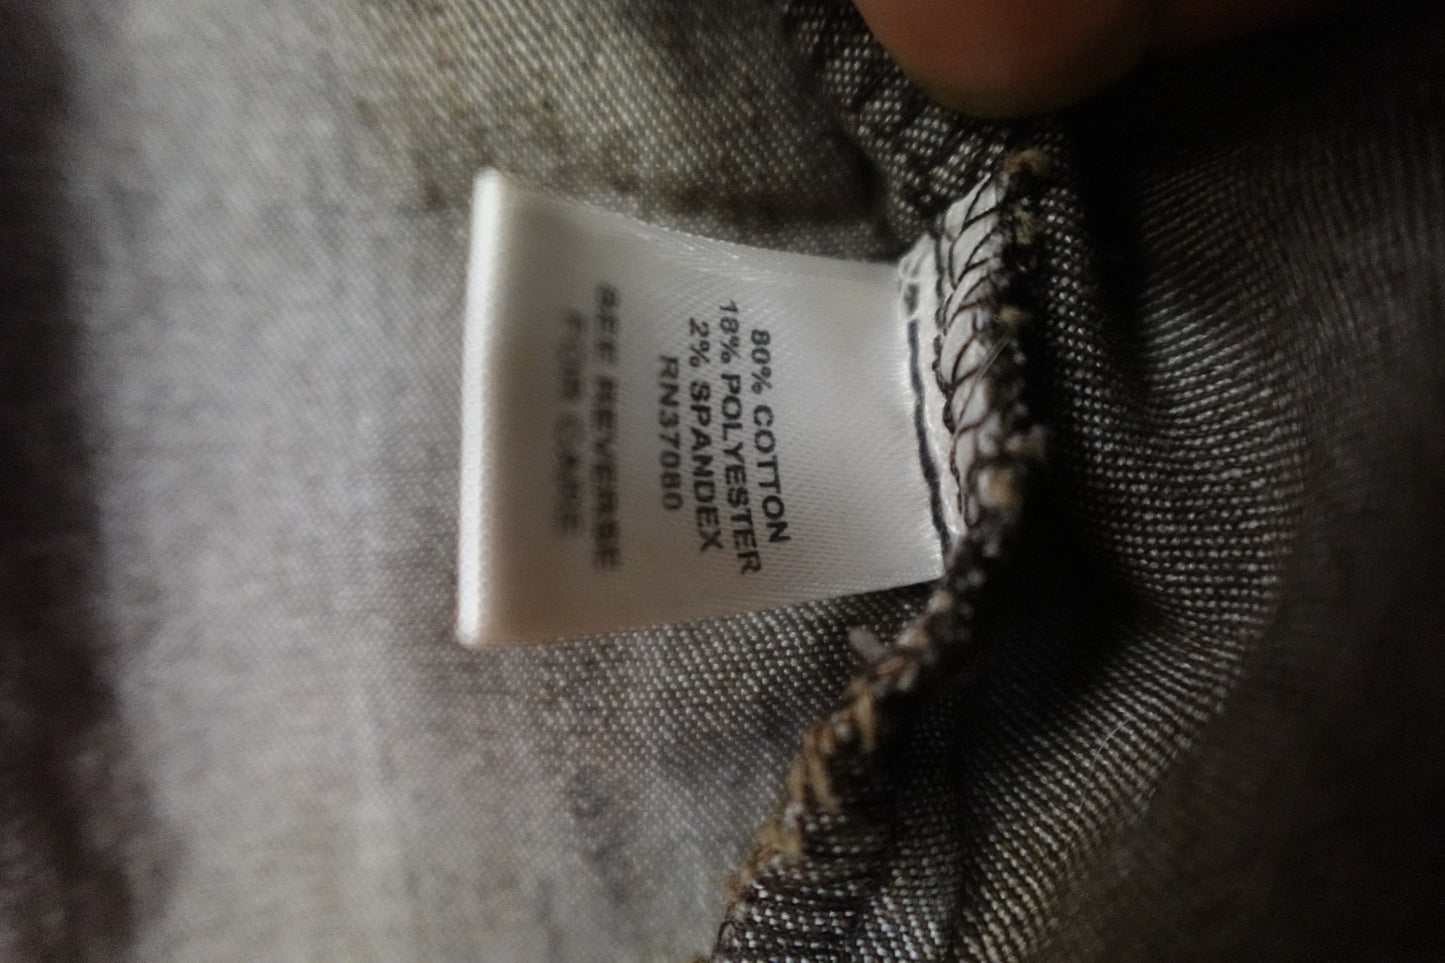 80% COTTON
18% POLYESTER
2% SPANDEX
RN37080
SEE REVERSE
FOR CARE